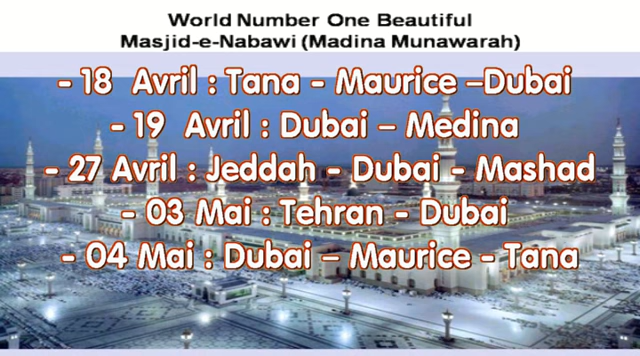 World Number One Beautiful
Masjid-e-Nabawi (Madina Munawarah)
- 18 Avril : Tana - Maurice –Dubai
- 19 Avril : Dubai – Medina
- 27 Avril : Jeddah - Dubai - Mashad
- 03 Mai : Tehran - Dubai
- 04 Mai : Dubai – Maurice - Tana